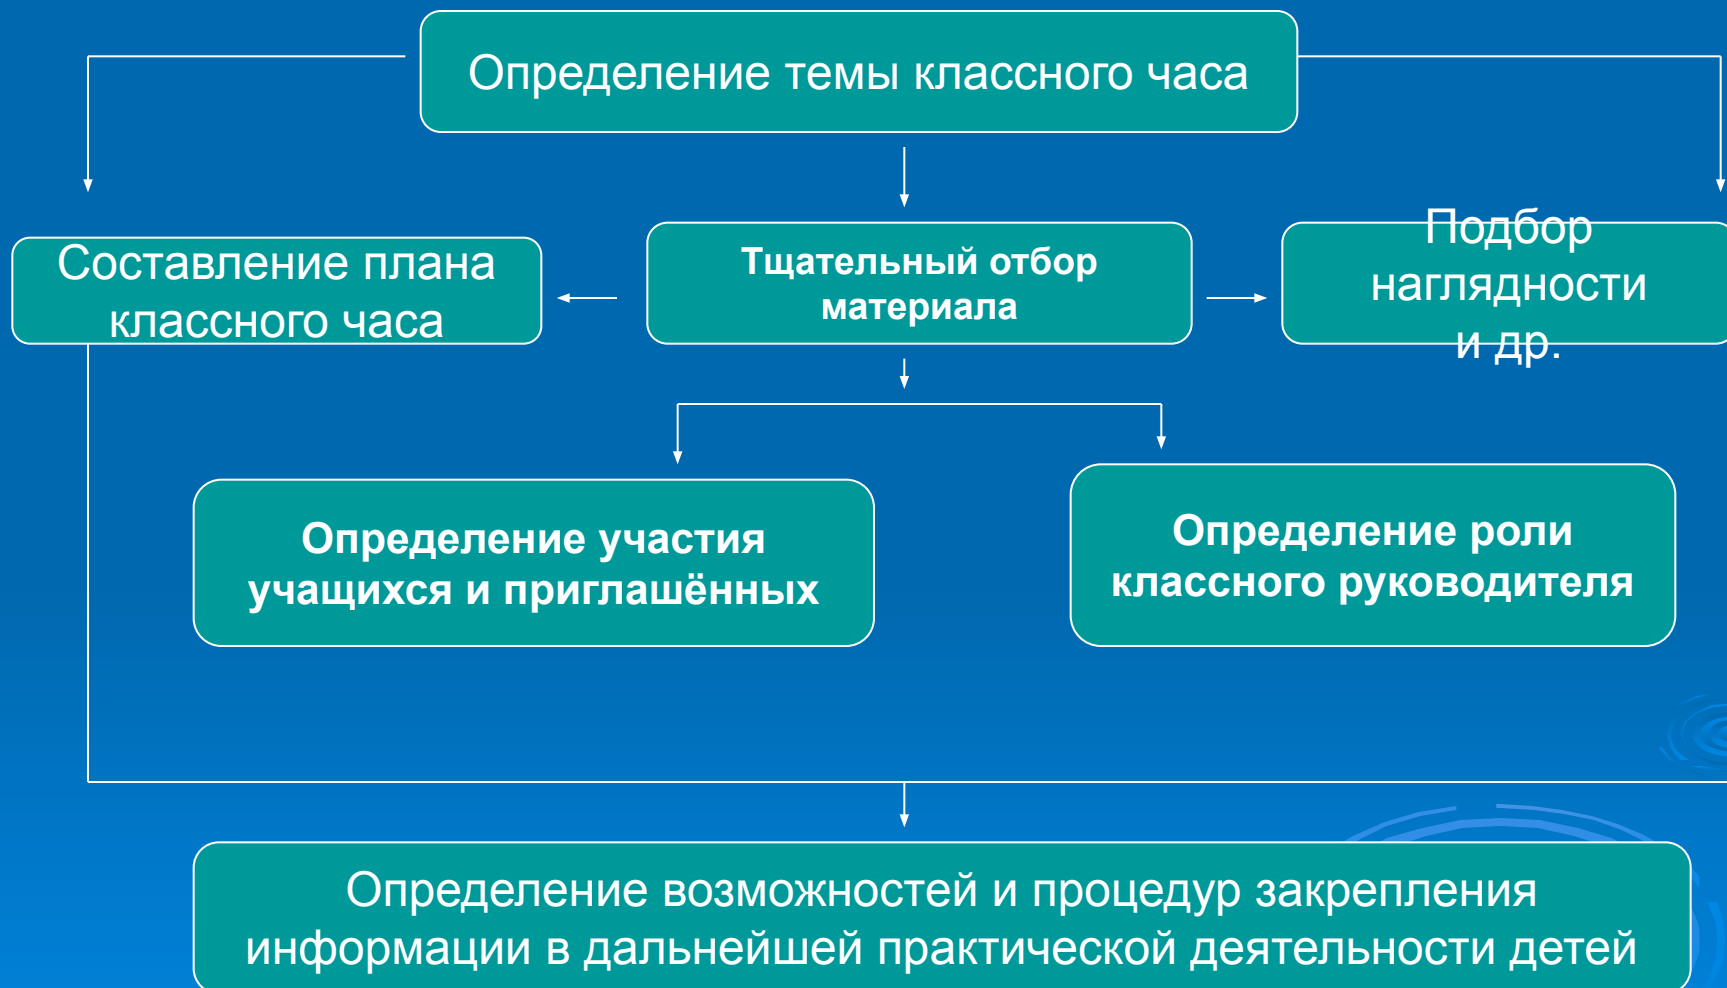 Определение темы классного часа
Составление плана
классного часа
Тщательный отбор
материала
Подбор
наглядности
и др.
Определение участия
учащихся и приглашённых
Определение роли
классного руководителя
Определение возможностей и процедур закрепления
информации в дальнейшей практической деятельности детей